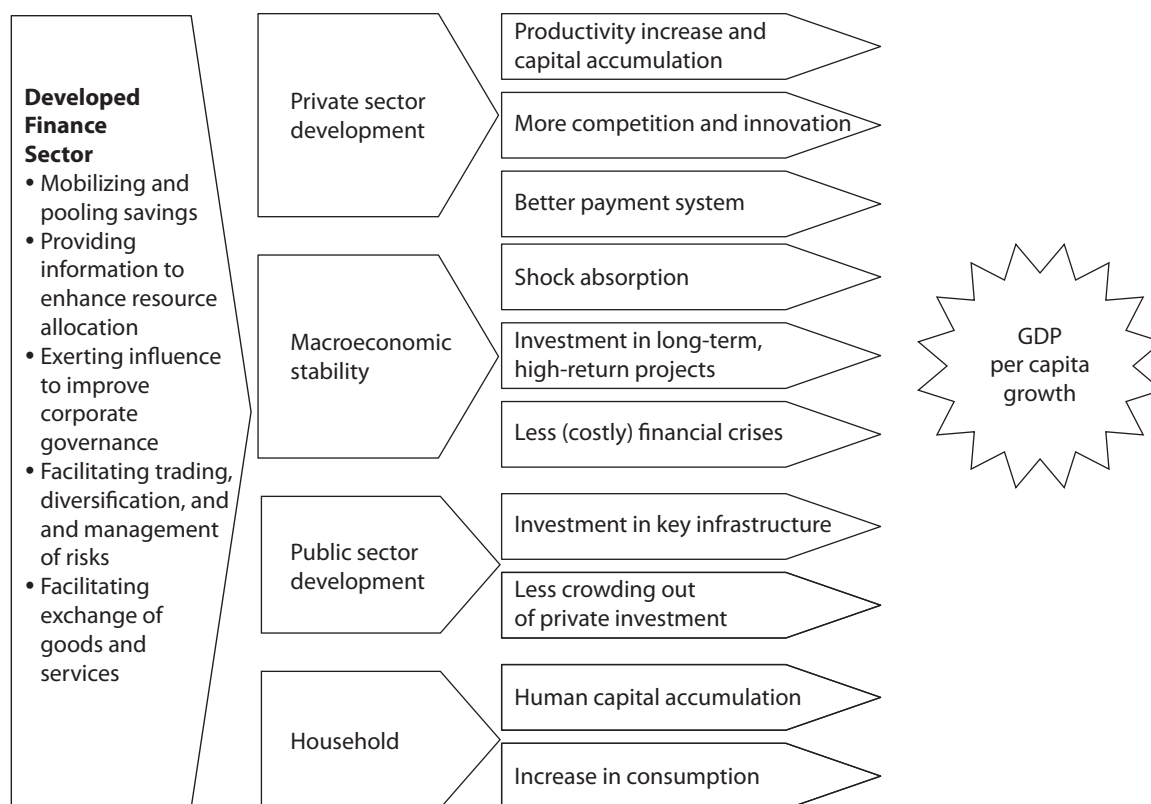 Developed
Finance
Sector
• Mobilizing and
pooling savings
• Providing
information to
enhance resource
allocation
• Exerting influence
to improve
corporate
governance
• Facilitating trading,
diversification, and
and management
of risks
• Facilitating
exchange of
goods and
services
Private sector
development
Productivity increase and
capital accumulation
More competition and innovation
Better payment system
Macroeconomic
stability
Shock absorption
Investment in long-term,
high-return projects
Less (costly) financial crises
Public sector
development
Investment in key infrastructure
Less crowding out
of private investment
Household
Human capital accumulation
Increase in consumption
GDP
per capita
growth